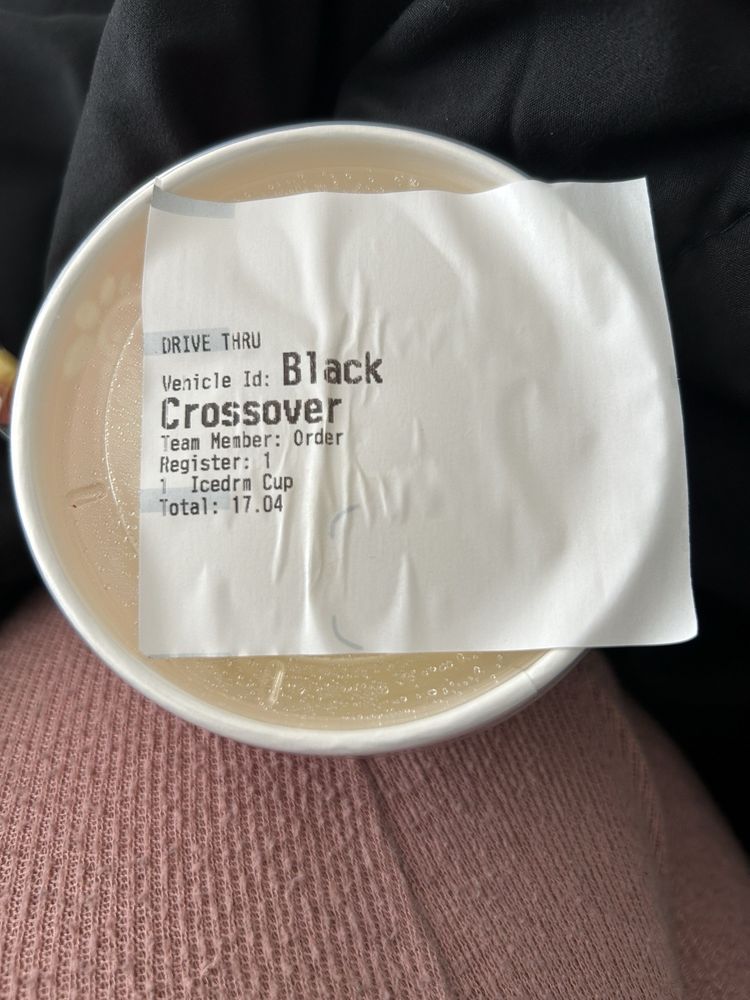 DRIVE THRU
Vehicle Id: Black
Crossover
Team Member: Order
Register: 1
1 Icedrm Cup
Total: 17.04